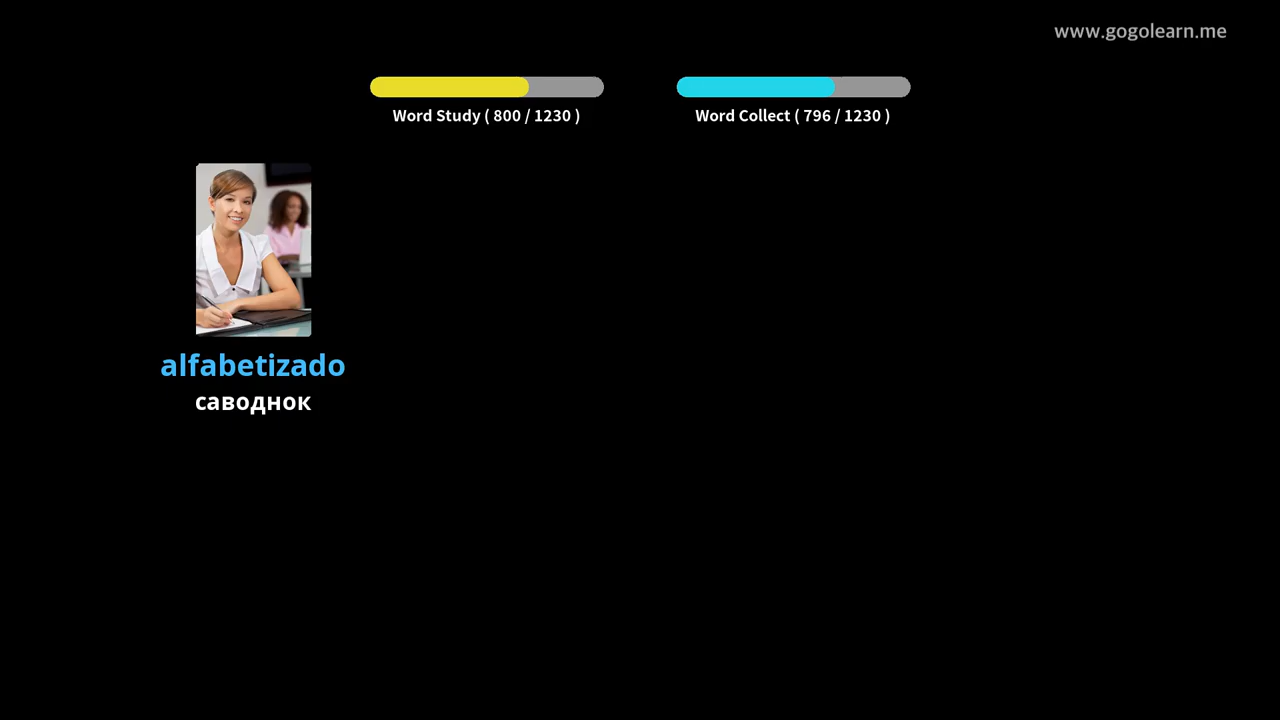 www.gogolearn.me
Word Study ( 800 / 1230 )
Word Collect ( 796 / 1230 )
alfabetizado
саводнок